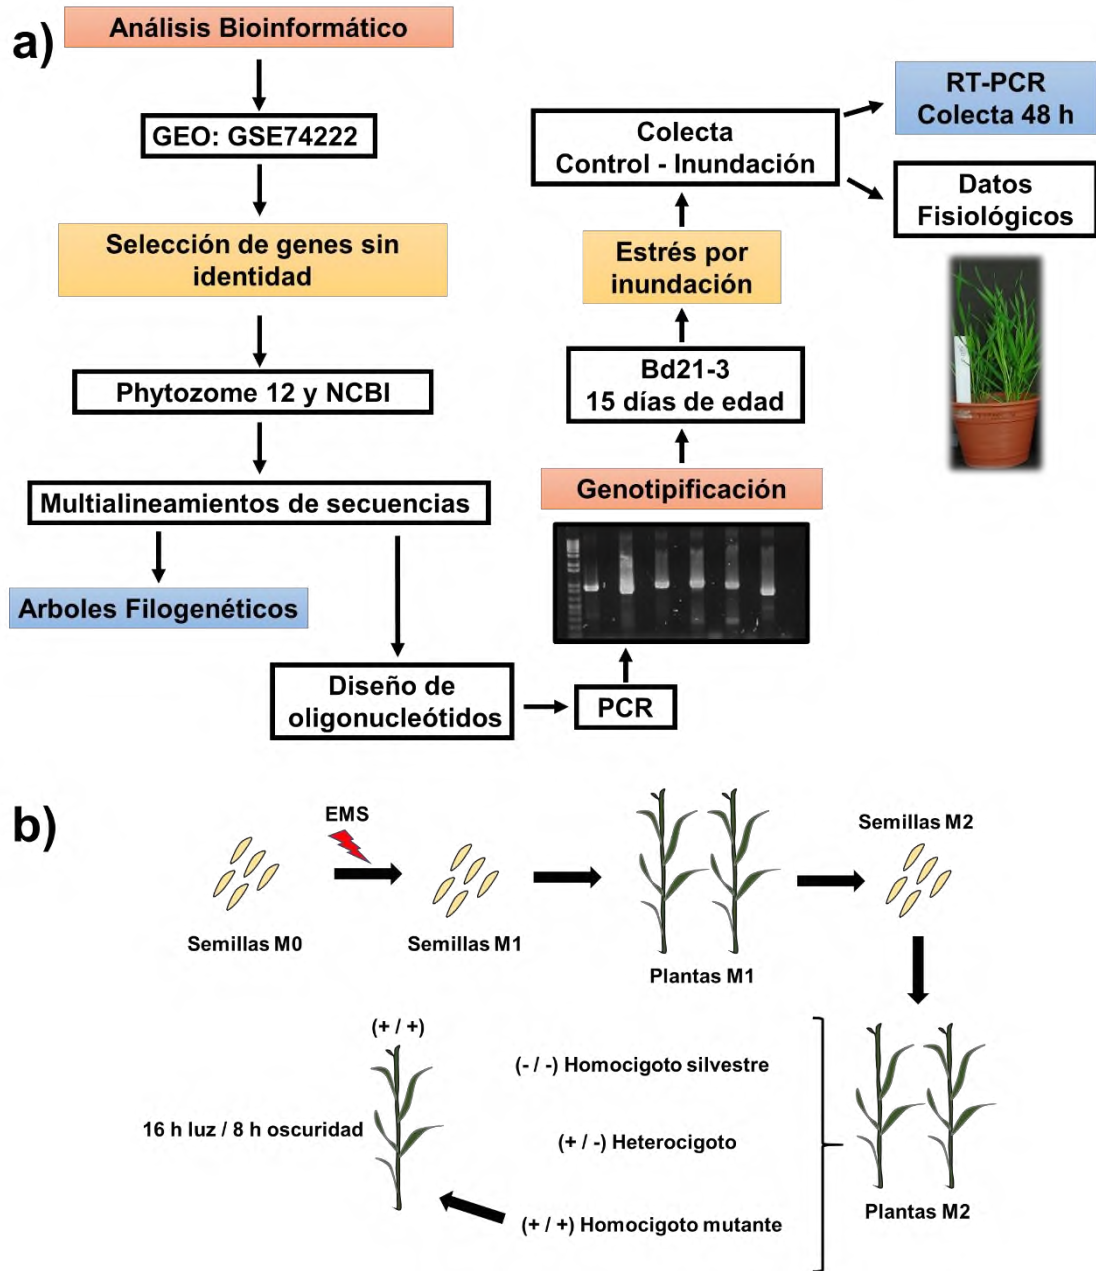 a)
Análisis Bioinformático
GEO: GSE74222
Selección de genes sin
identidad
Phytozome 12 y NCBI
Multialineamientos de secuencias
Arboles Filogenéticos
Diseño de
oligonucleótidos
PCR
Genotipificación
Bd21-3
15 días de edad
Estrés por
inundación
Colecta
Control - Inundación
RT-PCR
Colecta 48 h
Datos
Fisiológicos
b)
EMS
Semillas M0
Semillas M1
Plantas M1
Semillas M2
Plantas M2
(- / -) Homocigoto silvestre
(+ / -) Heterocigoto
(+ / +) Homocigoto mutante
(+ / +)
16 h luz / 8 h oscuridad